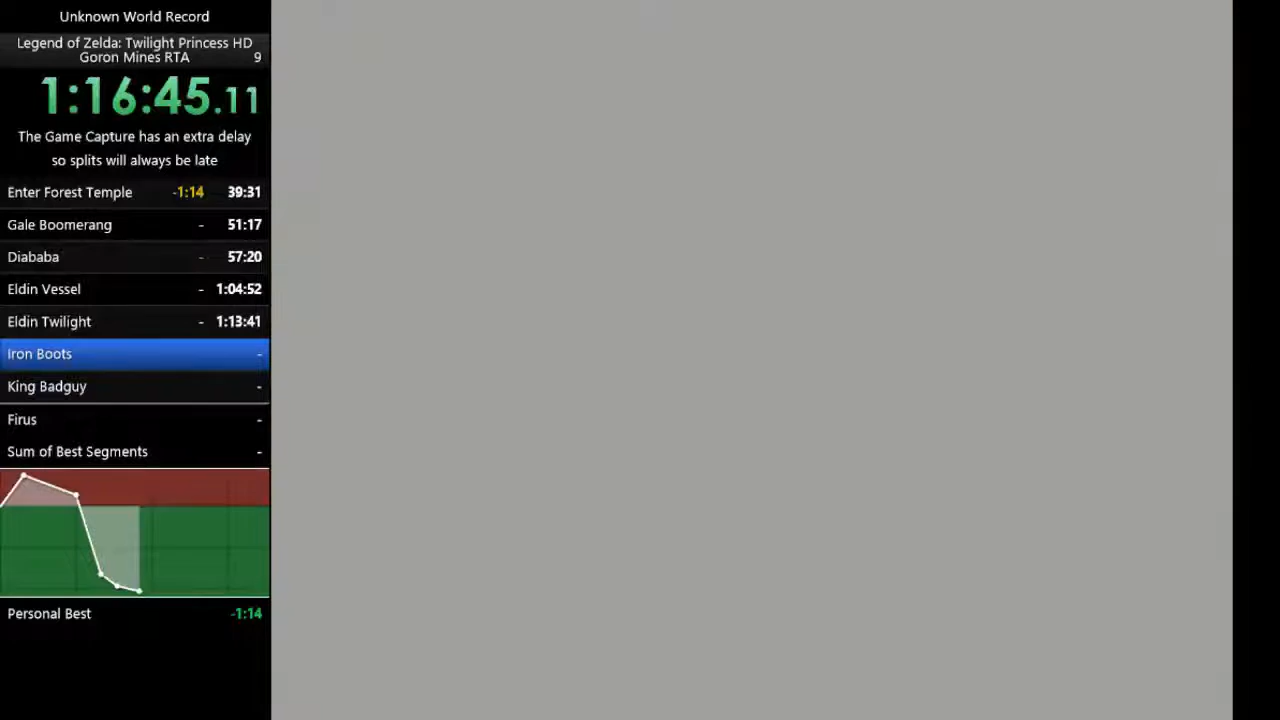 Unknown World Record
Legend of Zelda: Twilight Princess HD
Goron Mines RTA 9
1:16:45.11
The Game Capture has an extra delay
so splits will always be late
Enter Forest Temple -1:14 39:31
Gale Boomerang - 51:17
Diababa - 57:20
Eldin Vessel - 1:04:52
Eldin Twilight - 1:13:41
Iron Boots -
King Badguy -
Firus -
Sum of Best Segments -
Personal Best -1:14